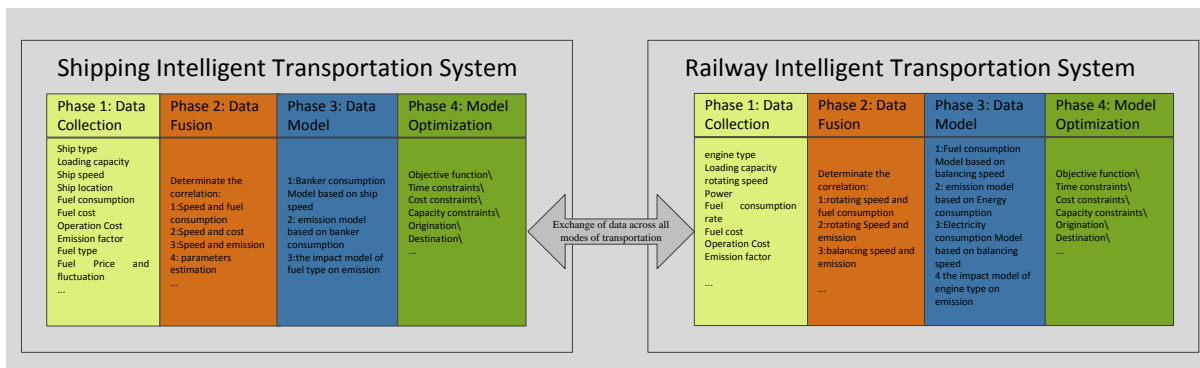 Shipping Intelligent Transportation System
Phase 1: Data
Collection
Ship type
Loading capacity
Ship speed
Ship location
Fuel consumption
Fuel cost
Operation Cost
Emission factor
Fuel type
Fuel Price and
fluctuation
...
Phase 2: Data
Fusion
Determinate the
correlation:
1:Speed and fuel
consumption
2:Speed and cost
3:Speed and emission
4: parameters
estimation
...
Phase 3: Data
Model
1:Banker consumption
Model based on ship
speed
2: emission model
based on banker
consumption
3:the impact model of
fuel type on emission
Phase 4: Model
Optimization
Objective function\
Time constraints\
Cost constraints\
Capacity constraints\
Origination\
Destination\
...
Exchange of data across all
modes of transportation
Railway Intelligent Transportation System
Phase 1: Data
Collection
engine type
Loading capacity
rotating speed
Power
Fuel consumption
rate
Fuel cost
Operation Cost
Emission factor
...
Phase 2: Data
Fusion
Determinate the
correlation:
1:rotating speed and
fuel consumption
2:rotating Speed and
emission
3:balancing speed and
emission
...
Phase 3: Data
Model
1:Fuel consumption
Model based on
balancing speed
2: emission model
based on Energy
consumption
3:Electricity
consumption Model
based on balancing
speed
4 the impact model of
engine type on
emission
Phase 4: Model
Optimization
Objective function\
Time constraints\
Cost constraints\
Capacity constraints\
Origination\
Destination\
...